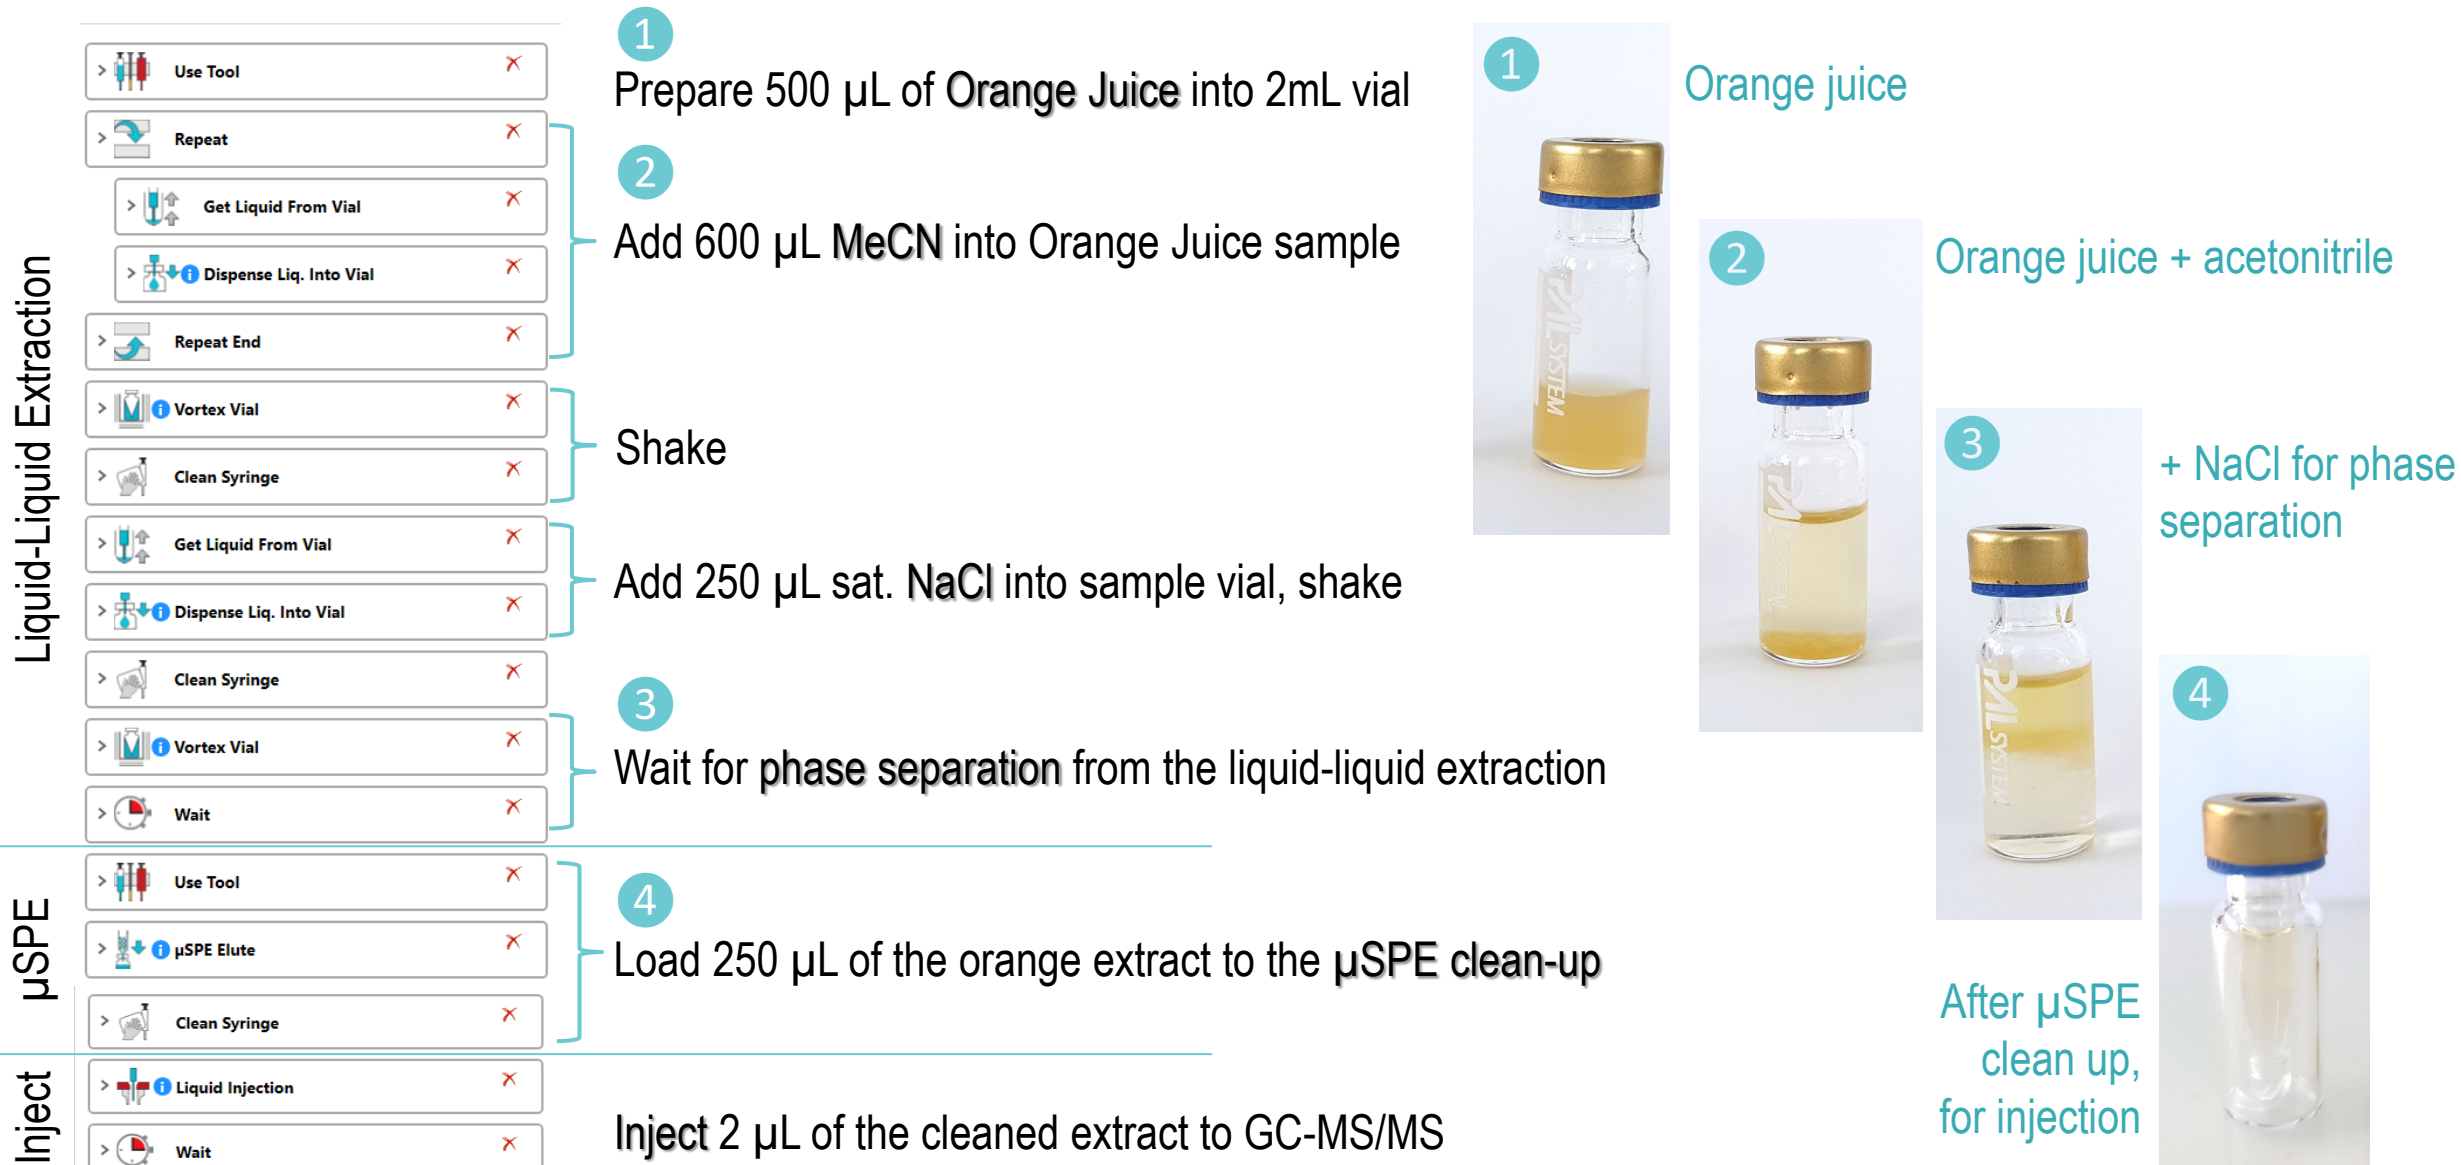 Liquid-Liquid Extraction
Use Tool
Repeat
Get Liquid From Vial
Dispense Liq. Into Vial
Repeat End
Vortex Vial
Clean Syringe
Get Liquid From Vial
Dispense Liq. Into Vial
Clean Syringe
Vortex Vial
Wait
µSPE
Use Tool
µSPE Elute
Clean Syringe
Inject
Liquid Injection
Wait
1
Prepare 500 µL of Orange Juice into 2mL vial
2
Add 600 µL MeCN into Orange Juice sample
Shake
Add 250 µL sat. NaCl into sample vial, shake
3
Wait for phase separation from the liquid-liquid extraction
4
Load 250 µL of the orange extract to the µSPE clean-up
Inject 2 µL of the cleaned extract to GC-MS/MS
1
Orange juice
PAL SYSTEM
2
Orange juice + acetonitrile
PAL SYSTEM
3
+ NaCl for phase
separation
PAL SYSTEM
4
After µSPE
clean up,
for injection